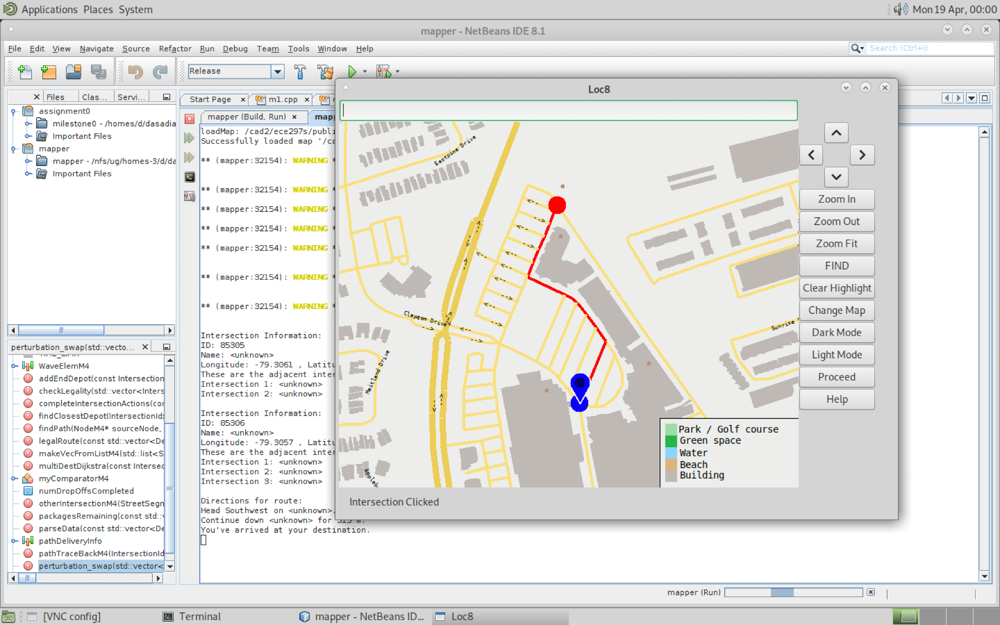 Applications Places System
Mon 19 Apr, 00:00
mapper - NetBeans IDE 8.1
File Edit View Navigate Source Refactor Run Debug Team Tools Window Help
Search (Ctrl+I)
Release
Files Clas... Servi...
assignment0
milestone0 - /homes/d/dasadia
Important Files
mapper
mapper - /nfs/ug/homes-3/d/da
Important Files
perturbation_swap(std::vecto...
WaveElemM4
addEndDepot(const Intersection
checkLegality(std::vector<Inters
completeIntersectionActions(cor
findClosestDepot(IntersectionIdx
findPath(NodeM4* sourceNode,
legalRoute(const std::vector<De
makeVecFromListM4(std::list<S
multiDestDijkstra(const Intersec
myComparatorM4
numDropOffsCompleted
otherIntersectionM4(StreetSegn
packagesRemaining(const std::v
parseData(const std::vector<De
pathDeliveryInfo
pathTraceBackM4(IntersectionId
perturbation_swap(std::vector<
Start Page m1.cpp
mapper (Build, Run)
loadMap: /cad2/ece297s/publi
Successfully loaded map '/ca
** (mapper:32154): WARNING *
** (mapper:32154): WARNING *
** (mapper:32154): WARNING *
** (mapper:32154): WARNING *
** (mapper:32154): WARNING *
** (mapper:32154): WARNING *
** (mapper:32154): WARNING *
Intersection Information:
ID: 85305
Name: <unknown>
Longitude: -79.3061 , Latitu
These are the adjacent inter
Intersection 1: <unknown>
Intersection 2: <unknown>
Intersection Information:
ID: 85306
Name: <unknown>
Longitude: -79.3057 , Latitu
These are the adjacent inter
Intersection 1: <unknown>
Intersection 2: <unknown>
Intersection 3: <unknown>
Directions for route:
Head Southwest on <unknown>.
Continue down <unknown> for 315 m.
You've arrived at your destination.
Loc8
Eastpine Drive
Clayton Drive
Maitland Drive
Appleb
Sunrise
Park / Golf course
Green space
Water
Beach
Building
Zoom In
Zoom Out
Zoom Fit
FIND
Clear Highlight
Change Map
Dark Mode
Light Mode
Proceed
Help
Intersection Clicked
mapper (Run)
[VNC config]
Terminal
mapper - NetBeans ID...
Loc8